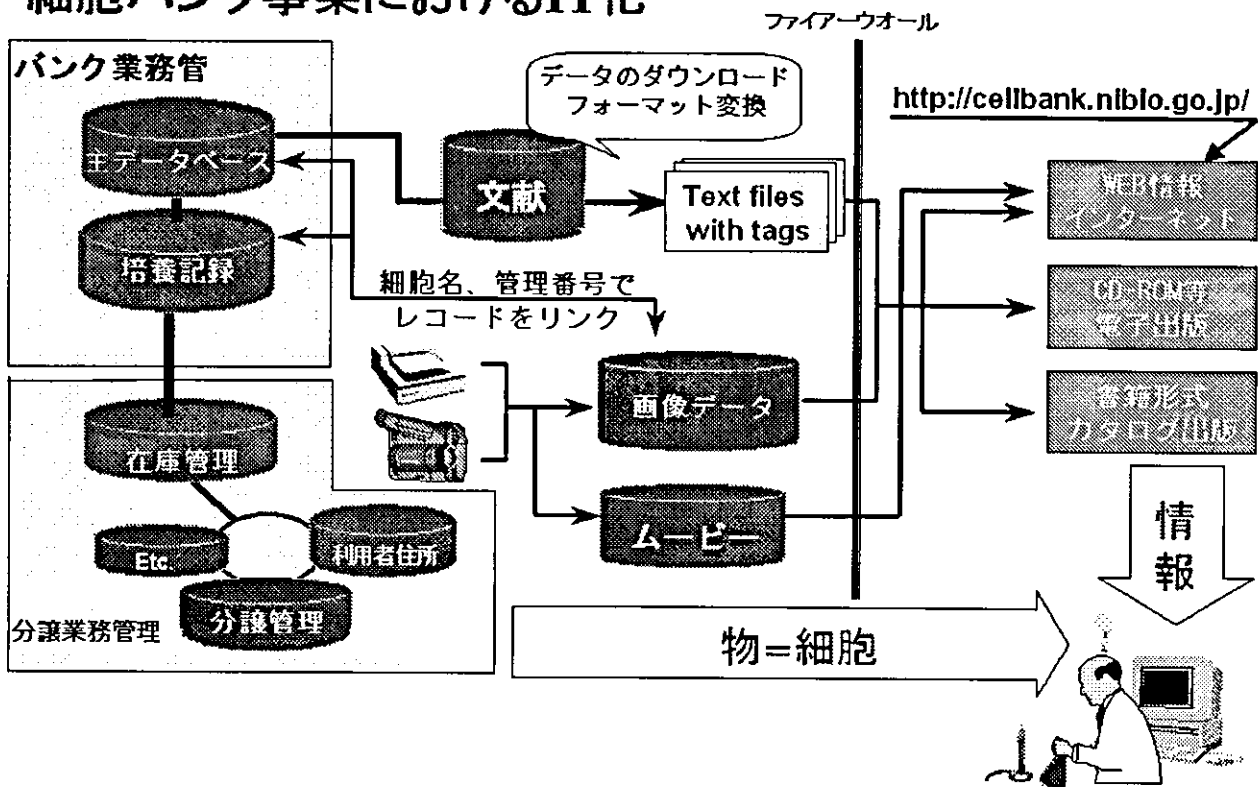 細胞バンク事業におけるIT化
ファイアーウオール
バンク業務管
主データベース
培養記録
データのダウンロード
フォーマット変換
文献
Text files
with tags
http://cellbank.nibio.go.jp/
WEB情報
インターネット
CD-ROM等
電子出版
書籍形式
カタログ出版
細胞名、管理番号で
レコードをリンク
画像データ
ムービー
在庫管理
Etc.
利用者住所
分譲管理
分譲業務管理
物=細胞
情
報